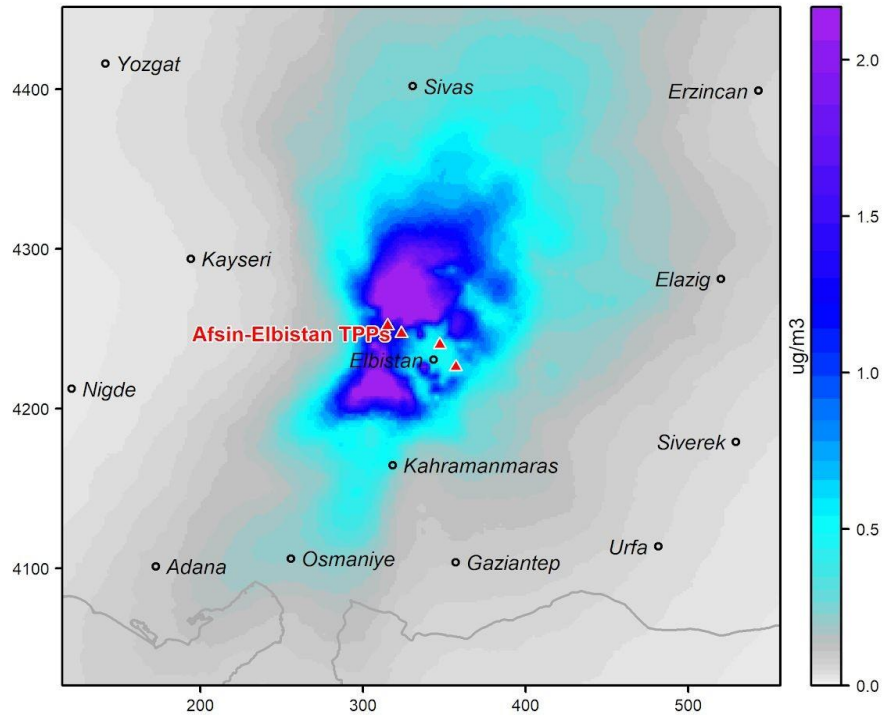 4400
4300
4200
4100
200
300
400
500
Yozgat
Sivas
Erzincan
Kayseri
Elazig
Afsin-Elbistan TPPs
Elbistan
Nigde
Siverek
Kahramanmaras
Urfa
Adana
Osmaniye
Gaziantep
2.0
1.5
1.0
0.5
0.0
ug/m3